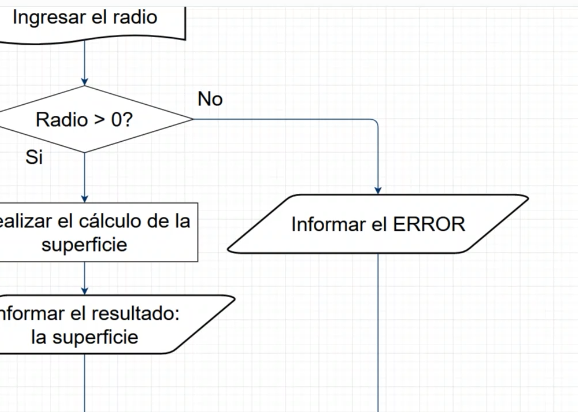 Ingresar el radio
No
Radio > 0?
Si
ealizar el cálculo de la
superficie
Informar el ERROR
nformar el resultado:
la superficie